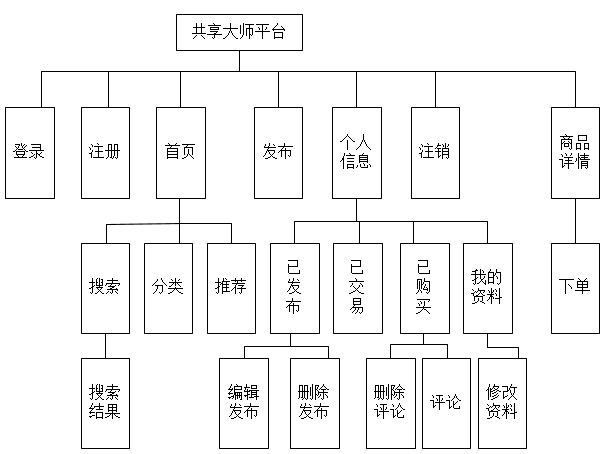 共享大师平台
登录
注册
首页
发布
个人
信息
注销
商品
详情
搜索
分类
推荐
已
发
布
已
交
易
已
购
买
我的
资料
下单
搜索
结果
编辑
发布
删除
发布
删除
评论
评论
修改
资料